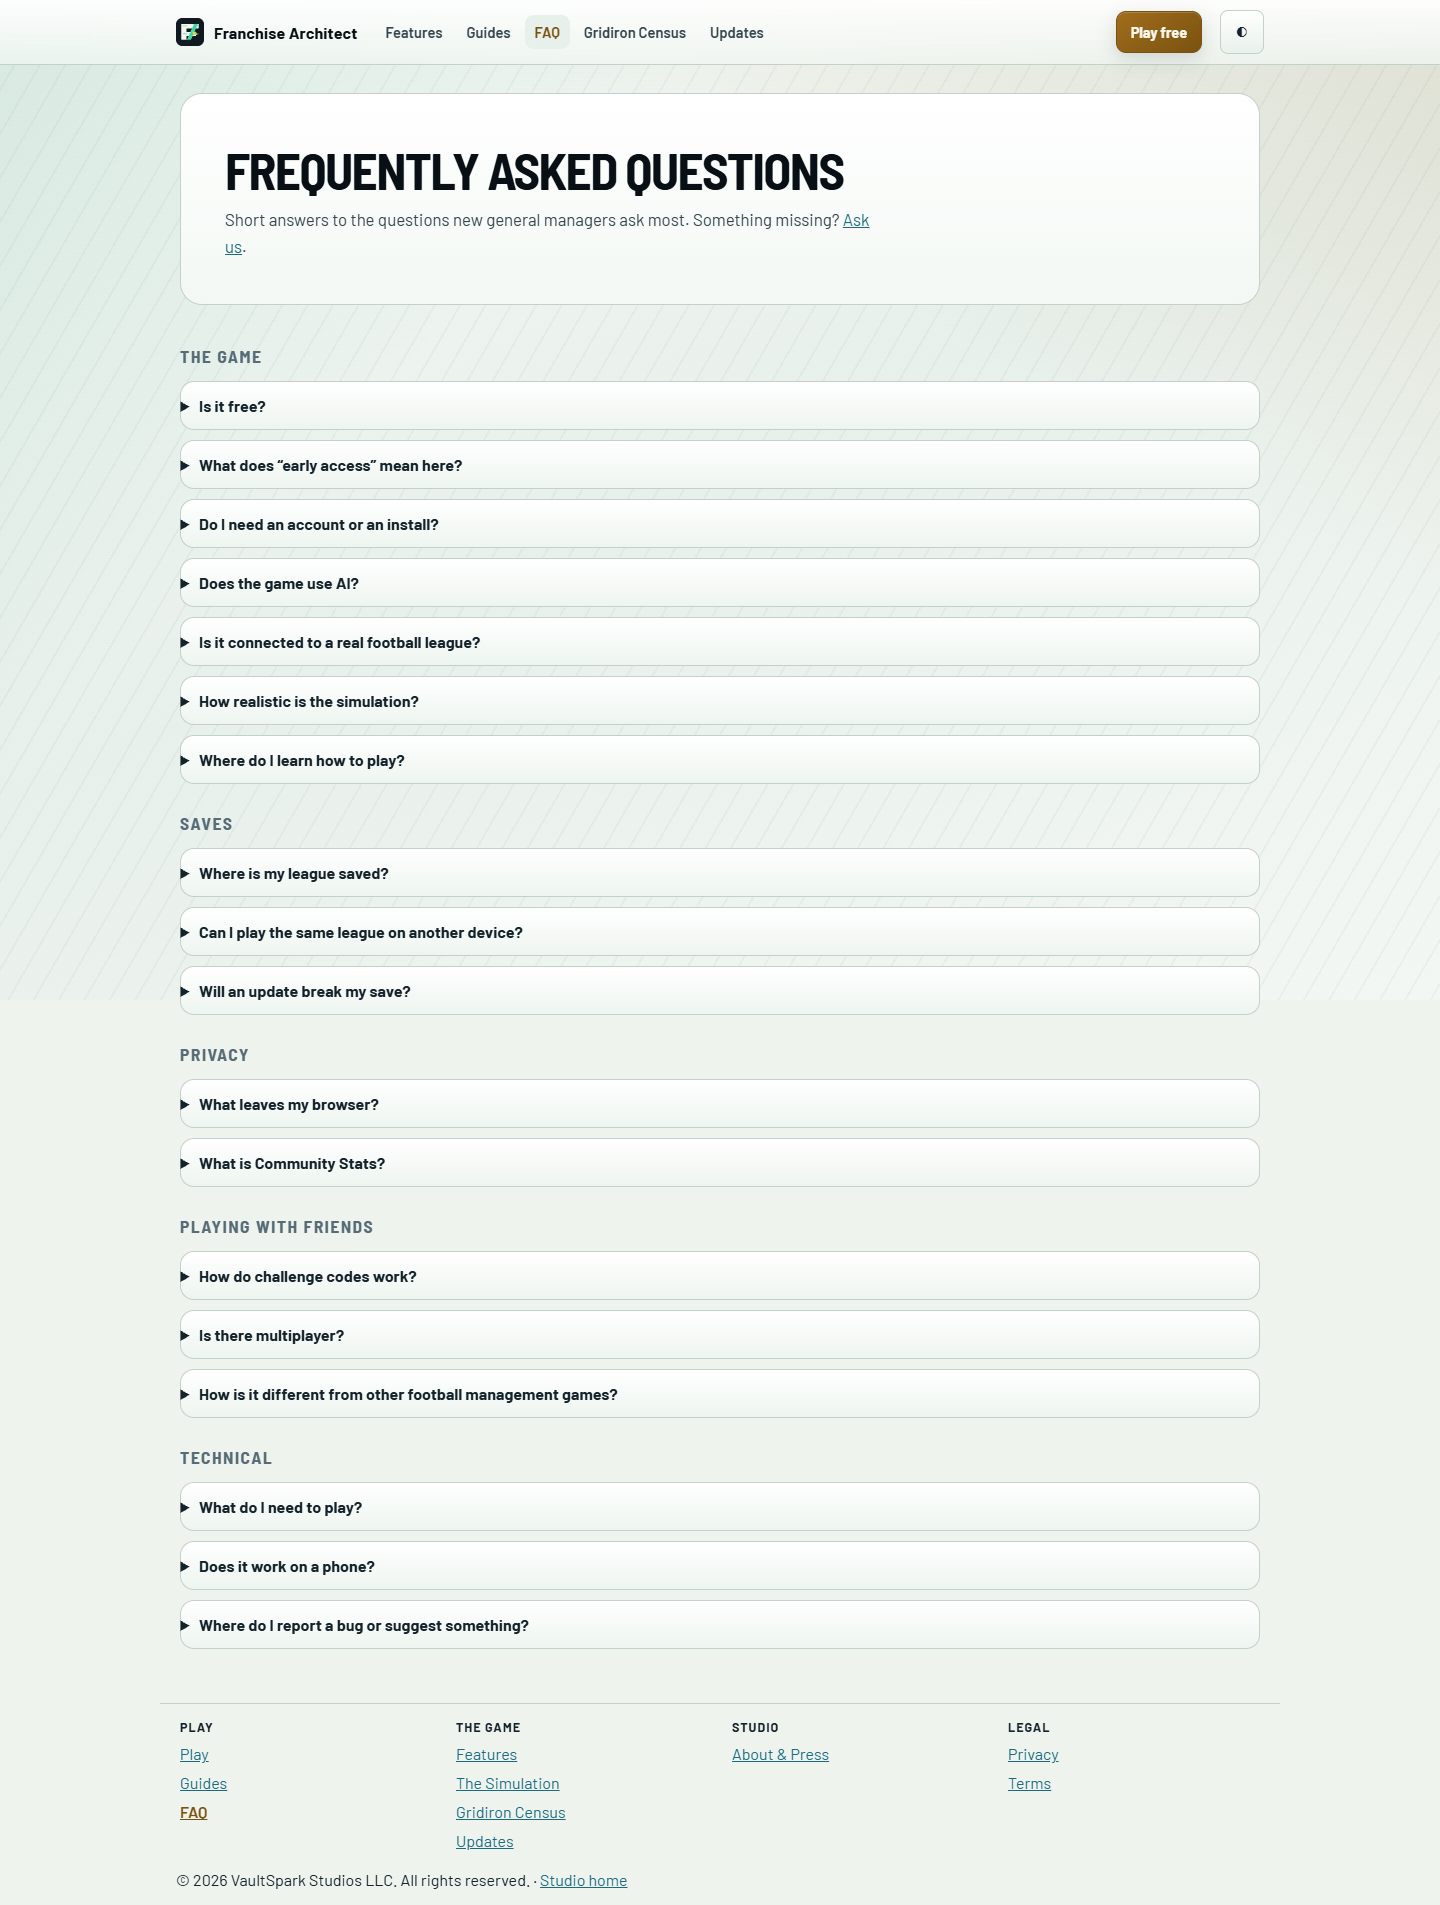 Franchise Architect
Features
Guides
FAQ
Gridiron Census
Updates
Play free
FREQUENTLY ASKED QUESTIONS
Short answers to the questions new general managers ask most. Something missing? Ask
us.
THE GAME
Is it free?
What does “early access” mean here?
Do I need an account or an install?
Does the game use AI?
Is it connected to a real football league?
How realistic is the simulation?
Where do I learn how to play?
SAVES
Where is my league saved?
Can I play the same league on another device?
Will an update break my save?
PRIVACY
What leaves my browser?
What is Community Stats?
PLAYING WITH FRIENDS
How do challenge codes work?
Is there multiplayer?
How is it different from other football management games?
TECHNICAL
What do I need to play?
Does it work on a phone?
Where do I report a bug or suggest something?
PLAY
Play
Guides
FAQ
THE GAME
Features
The Simulation
Gridiron Census
Updates
STUDIO
About & Press
LEGAL
Privacy
Terms
© 2026 VaultSpark Studios LLC. All rights reserved. · Studio home